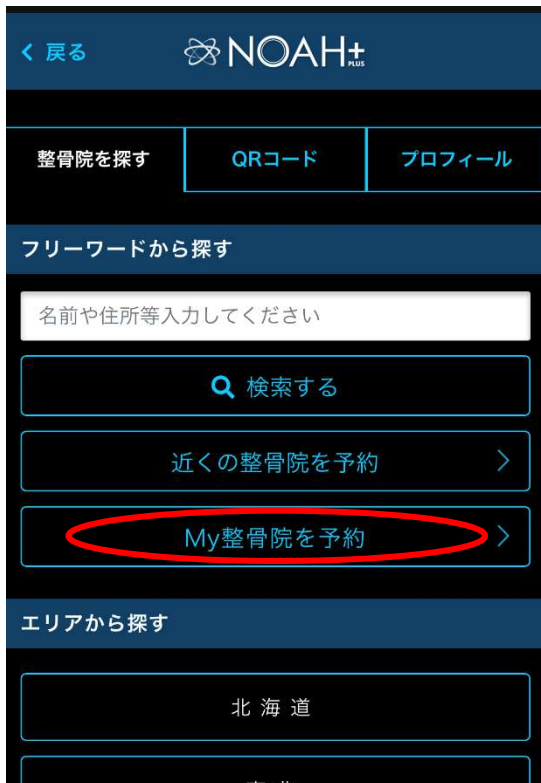 戻る NOAH+ PLUS
整骨院を探す QRコード プロフィール
フリーワードから探す
名前や住所等入力してください
検索する
近くの整骨院を予約
My整骨院を予約
エリアから探す
北海道